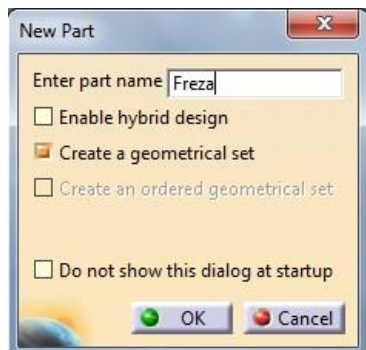 New Part
Enter part name Freza
Enable hybrid design
Create a geometrical set
Create an ordered geometrical set
Do not show this dialog at startup
OK Cancel